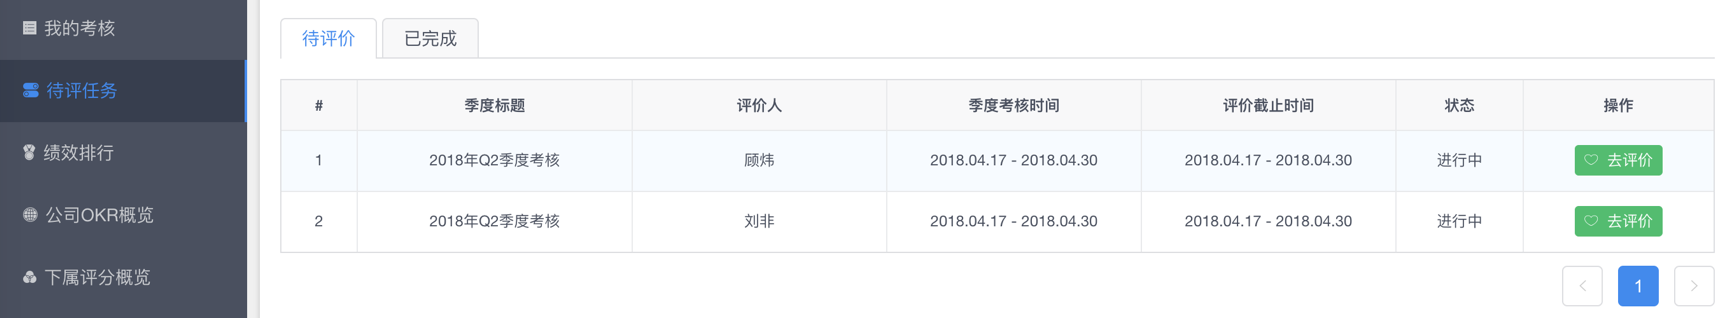 我的考核
待评任务
绩效排行
公司OKR概览
下属评分概览
待评价 已完成
# 季度标题 评价人 季度考核时间 评价截止时间 状态 操作
1 2018年Q2季度考核 顾炜 2018.04.17 - 2018.04.30 2018.04.17 - 2018.04.30 进行中 去评价
2 2018年Q2季度考核 刘非 2018.04.17 - 2018.04.30 2018.04.17 - 2018.04.30 进行中 去评价
1